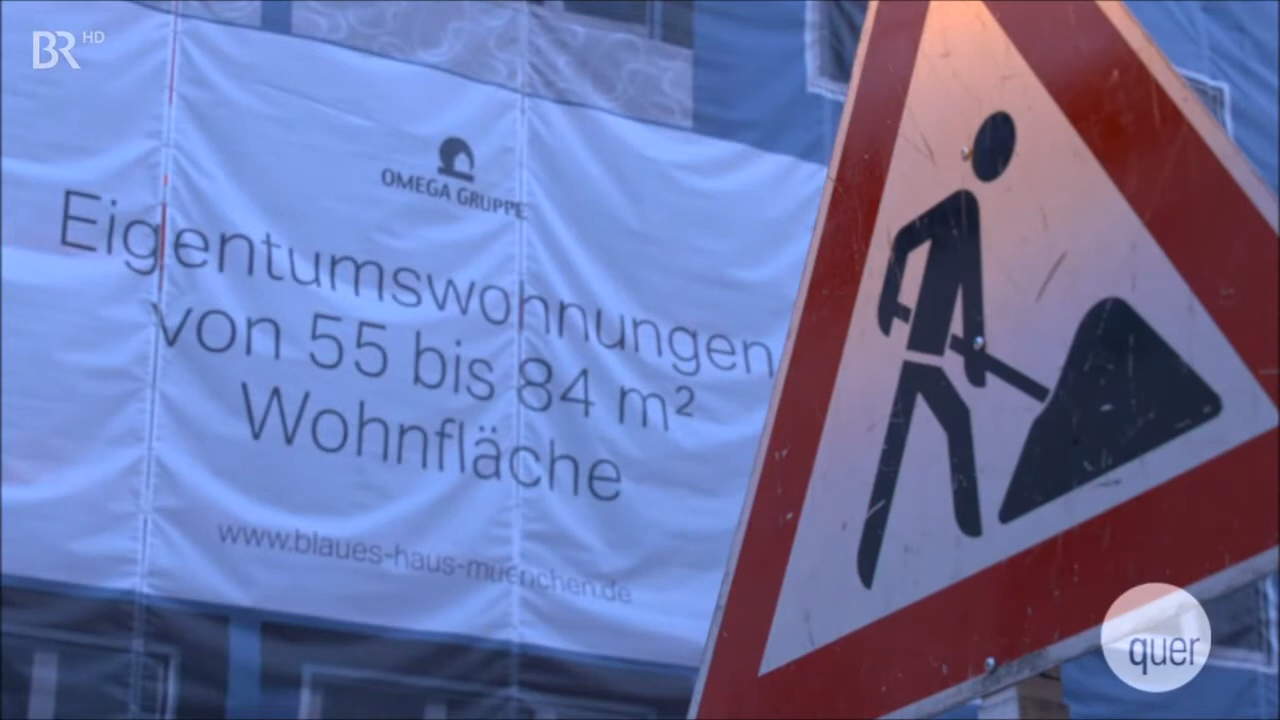 BR HD
OMEGA GRUPPE
Eigentumswohnungen
von 55 bis 84 m²
Wohnfläche
www.blaues-haus-muenchen.de
quer